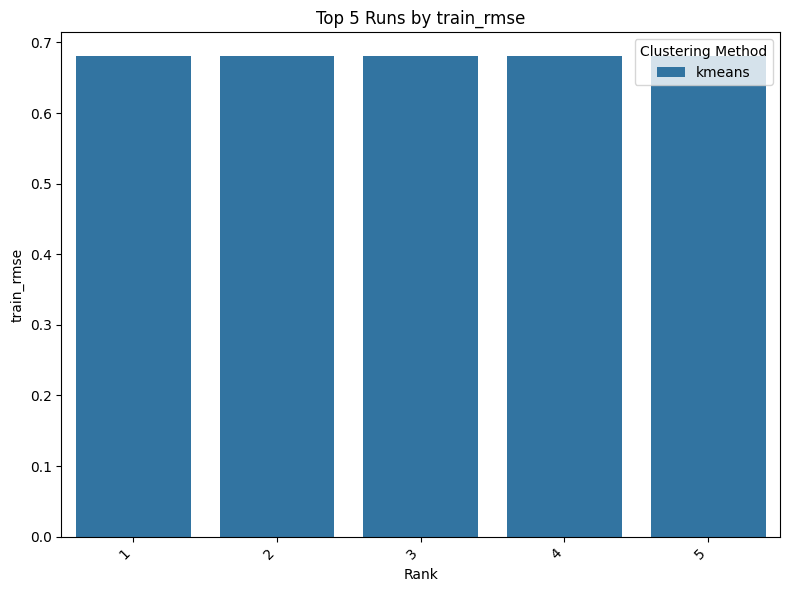 Top 5 Runs by train_rmse
Clustering Method
kmeans
train_rmse
0.7
0.6
0.5
0.4
0.3
0.2
0.1
0.0
1
2
3
4
5
Rank